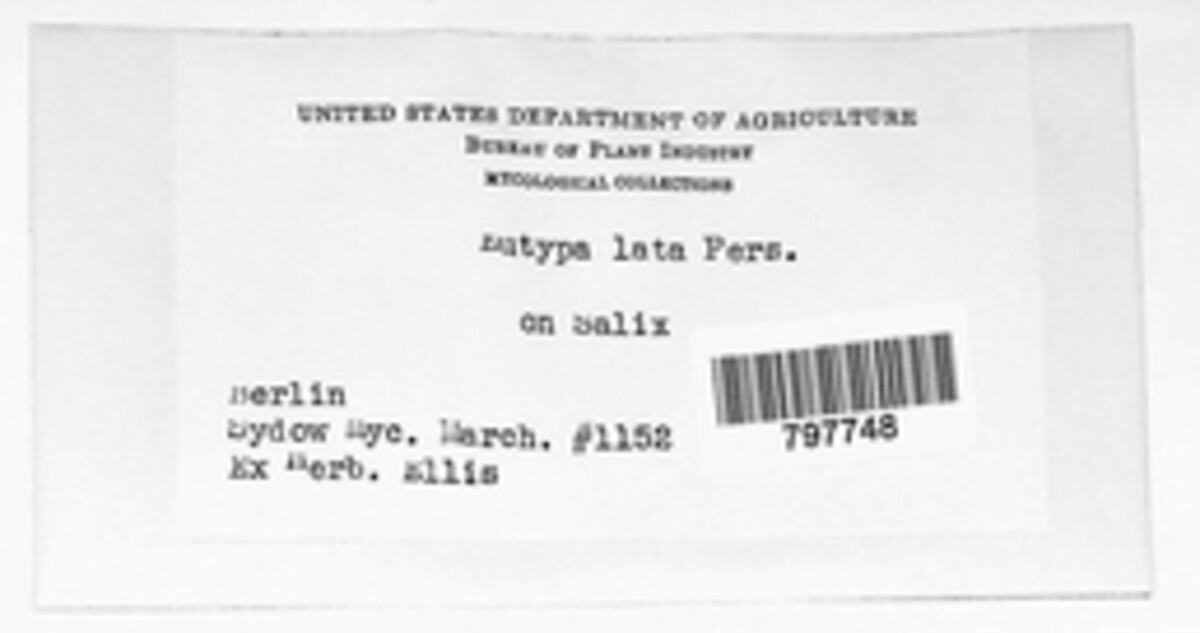 UNITED STATES DEPARTMENT OF AGRICULTURE
BUREAU OF PLANT INDUSTRY
MYCOLOGICAL COLLECTIONS
Eutypa lata Pers.
on Salix
Berlin
Sydow Myc. March. #1152
Ex Herb. Ellis
797748